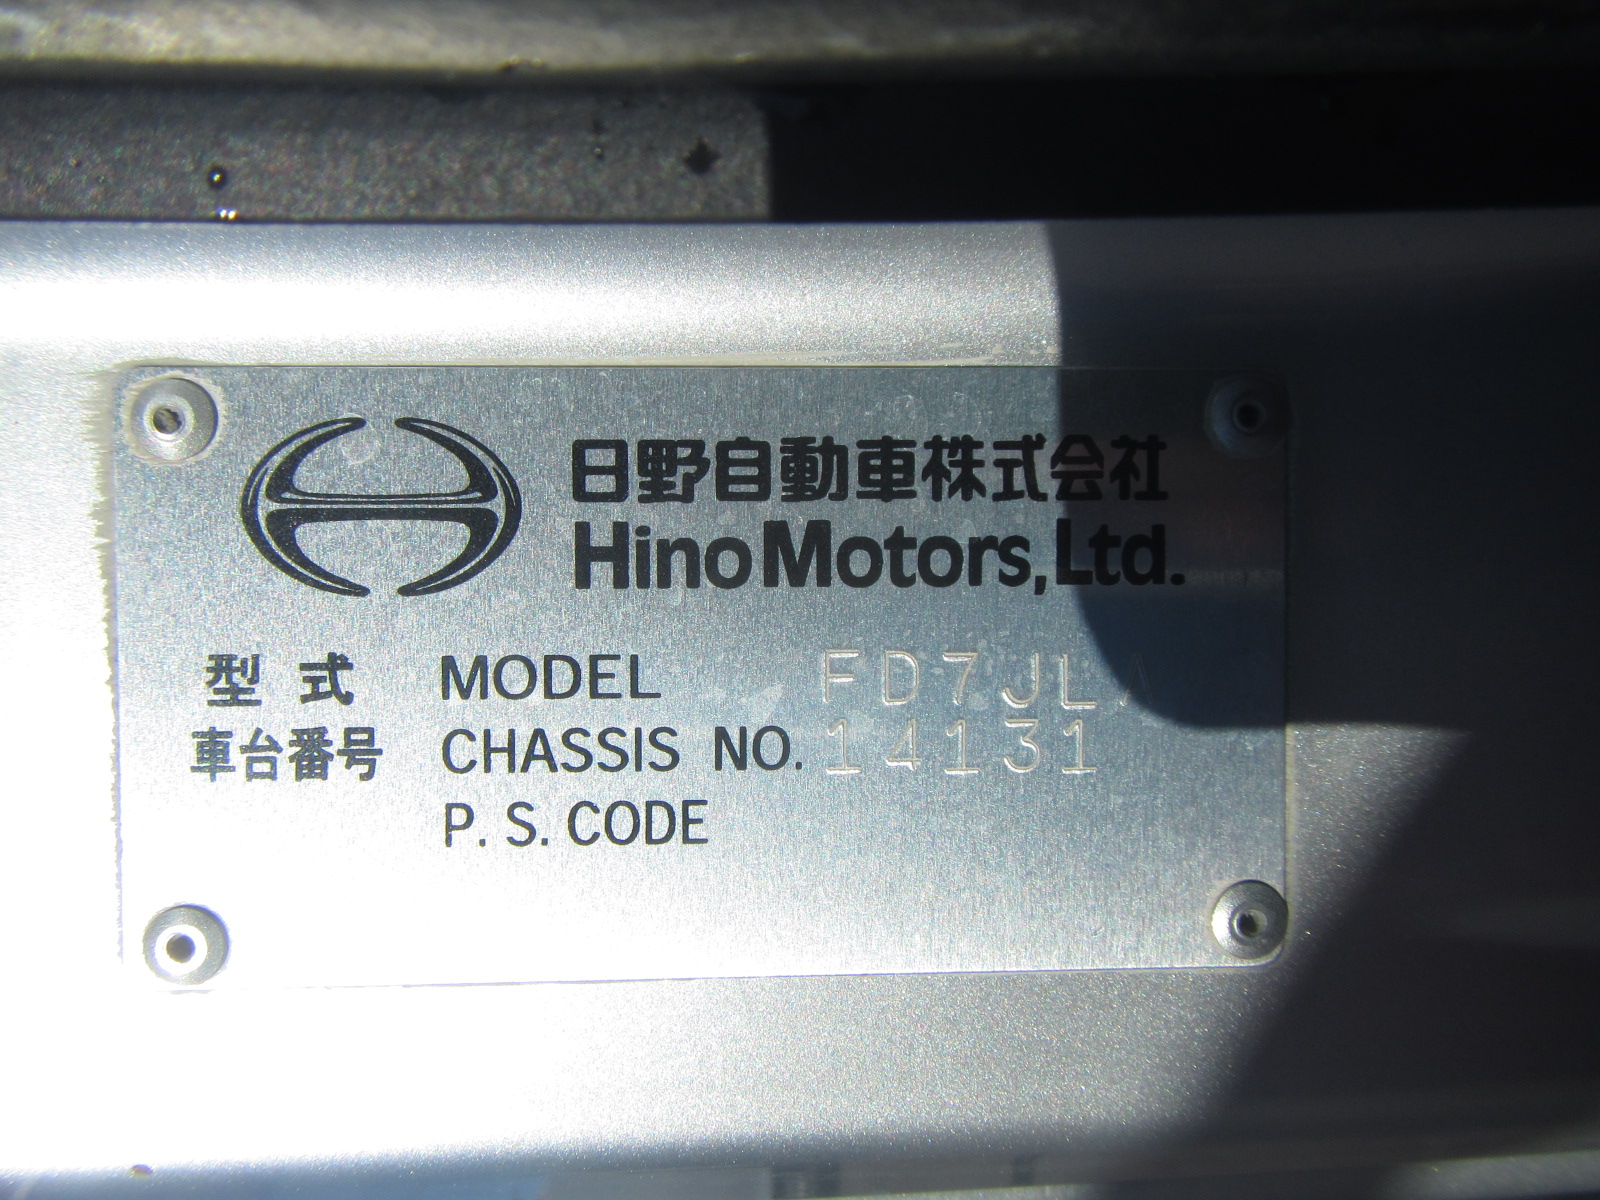 日野自動車株式会社
Hino Motors, Ltd.
型式 MODEL FD7JLA
車台番号 CHASSIS NO. 14131
P. S. CODE